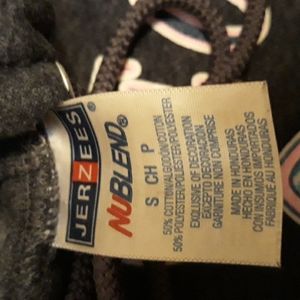 JERZEES
NUBLEND®
S CH P
50% COTTON/ALGODON/COTON
50% POLYESTER/POLIESTER/POLYESTER
EXCLUSIVE OF DECORATION
EXCEPTO DECORACION
GARNITURE NON COMPRISE
MADE IN HONDURAS
HECHO EN HONDURAS
CON INSUMOS IMPORTADOS
FABRIQUE AU HONDURAS